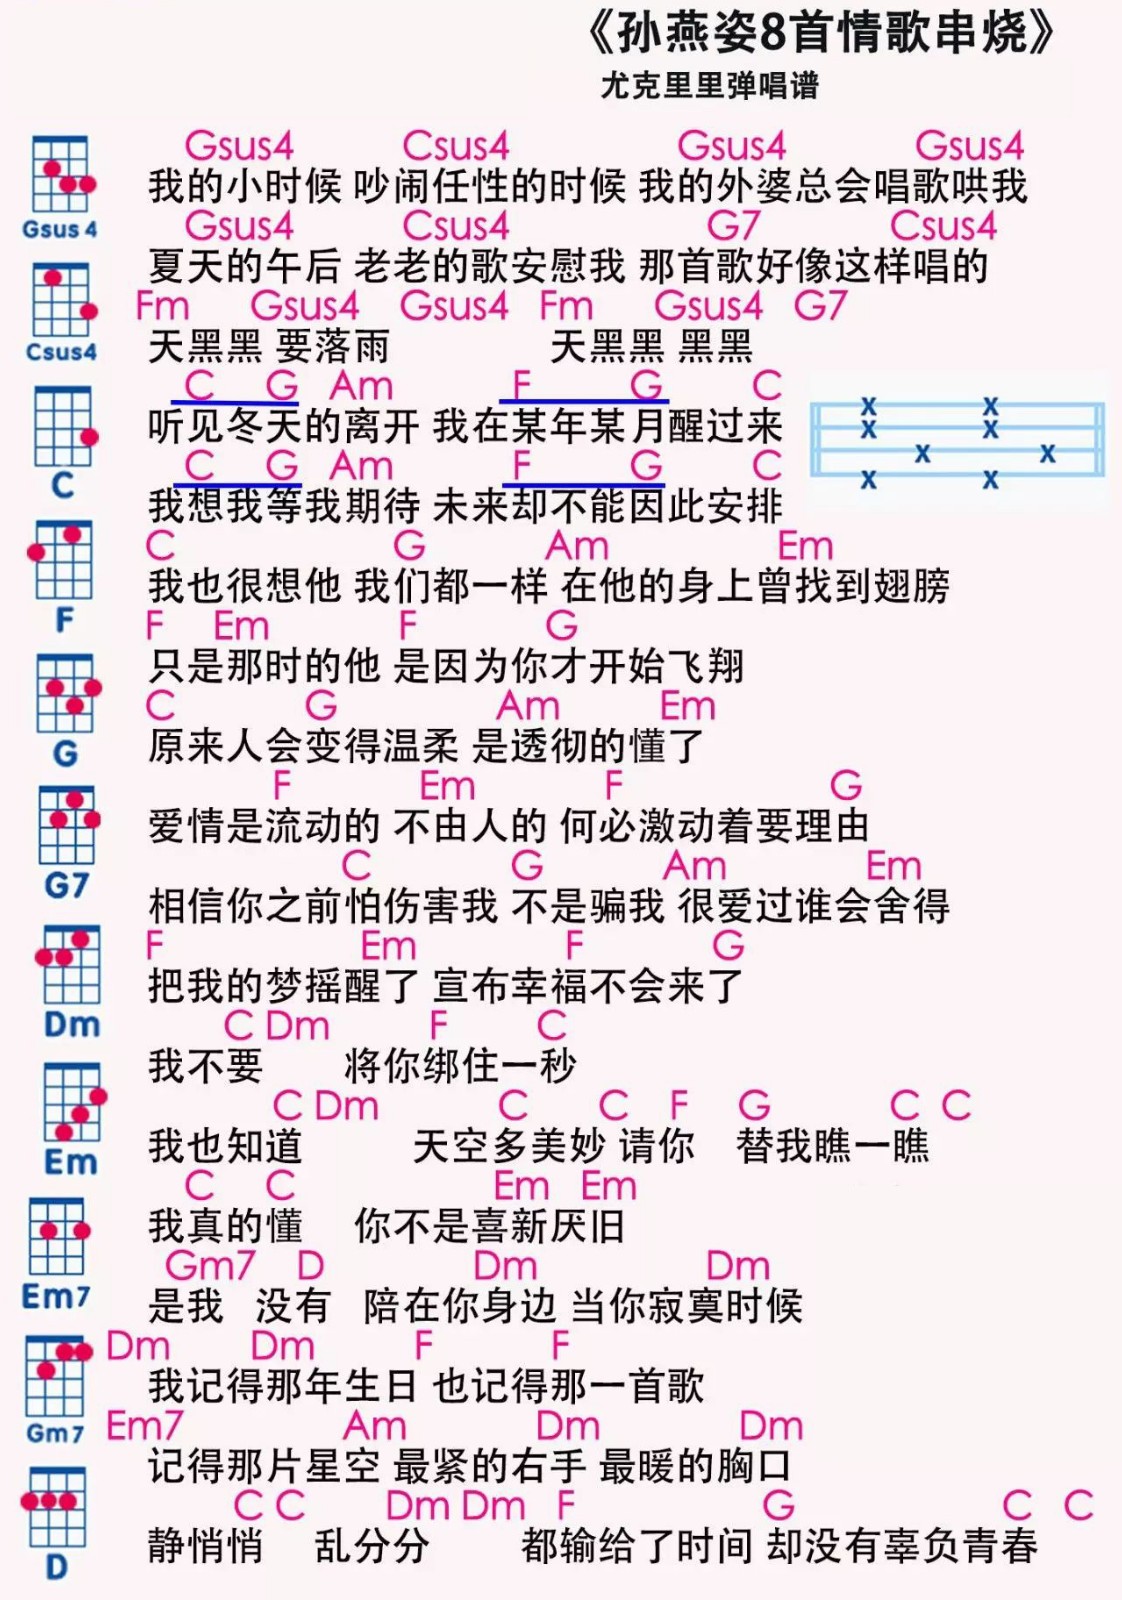 《孙燕姿8首情歌串烧》
尤克里里弹唱谱
Gsus4 Csus4 Gsus4 Gsus4
我的小时候 吵闹任性的时候 我的外婆总会唱歌哄我
Gsus 4
Gsus4 Csus4 G7 Csus4
夏天的午后 老老的歌安慰我 那首歌好像这样唱的
Fm Gsus4 Gsus4 Fm Gsus4 G7
天黑黑 要落雨 天黑黑 黑黑
Csus4
C G Am F G C
听见冬天的离开 我在某年某月醒过来
X X
X X
X X
X X
C G Am F G C
我想我等我期待 未来却不能因此安排
C
C G Am Em
我也很想他 我们都一样 在他的身上曾找到翅膀
F Em F G
只是那时的他 是因为你才开始飞翔
F
C G Am Em
原来人会变得温柔 是透彻的懂了
G
F Em F G
爱情是流动的 不由人的 何必激动着要理由
C G Am Em
相信你之前怕伤害我 不是骗我 很爱过谁会舍得
G7
F Em F G
把我的梦摇醒了 宣布幸福不会来了
Dm
C Dm F C
我不要 将你绑住一秒
C Dm C C F G C C
我也知道 天空多美妙 请你 替我瞧一瞧
Em
C C Em Em
我真的懂 你不是喜新厌旧
Gm7 D Dm Dm
是我 没有 陪在你身边 当你寂寞时候
Em7
Dm Dm F F
我记得那年生日 也记得那一首歌
Gm7
Em7 Am Dm Dm
记得那片星空 最紧的右手 最暖的胸口
C C Dm Dm F G C C
静悄悄 乱分分 都输给了时间 却没有辜负青春
D